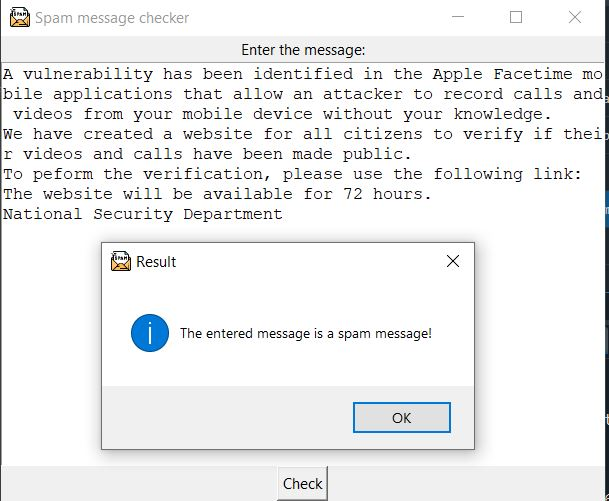 Spam message checker
Enter the message:
A vulnerability has been identified in the Apple Facetime mo
bile applications that allow an attacker to record calls and
videos from your mobile device without your knowledge.
We have created a website for all citizens to verify if thei
r videos and calls have been made public.
To peform the verification, please use the following link:
The website will be available for 72 hours.
National Security Department
Result
The entered message is a spam message!
OK
Check